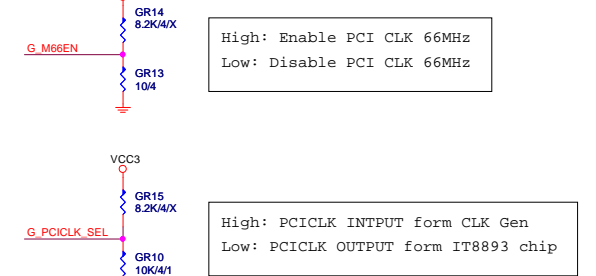 GR14
8.2K/4/X
G_M66EN
GR13
10/4
High: Enable PCI CLK 66MHz
Low: Disable PCI CLK 66MHz
VCC3
GR15
8.2K/4/X
G_PCICLK_SEL
GR10
10K/4/1
High: PCICLK INTPUT form CLK Gen
Low: PCICLK OUTPUT form IT8893 chip